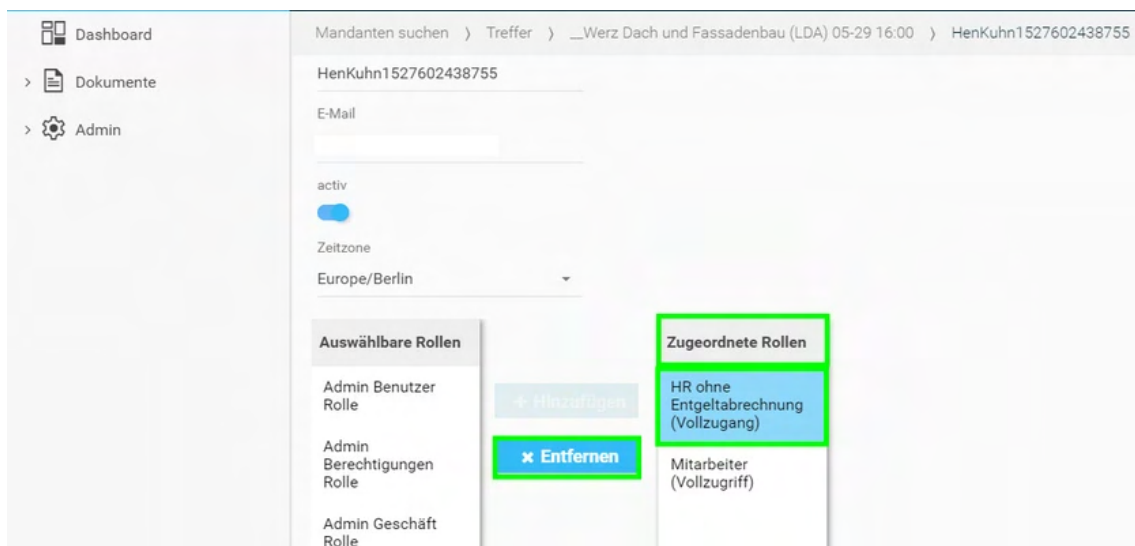 Dashboard
Dokumente
Admin
Mandanten suchen > Treffer > __Werz Dach und Fassadenbau (LDA) 05-29 16:00 > HenKuhn1527602438755
HenKuhn1527602438755
E-Mail
activ
Zeitzone
Europe/Berlin
Auswählbare Rollen
Admin Benutzer
Rolle
Admin
Berechtigungen
Rolle
Admin Geschäft
Rolle
+ Hinzufügen
× Entfernen
Zugeordnete Rollen
HR ohne
Entgeltabrechnung
(Vollzugang)
Mitarbeiter
(Vollzugriff)